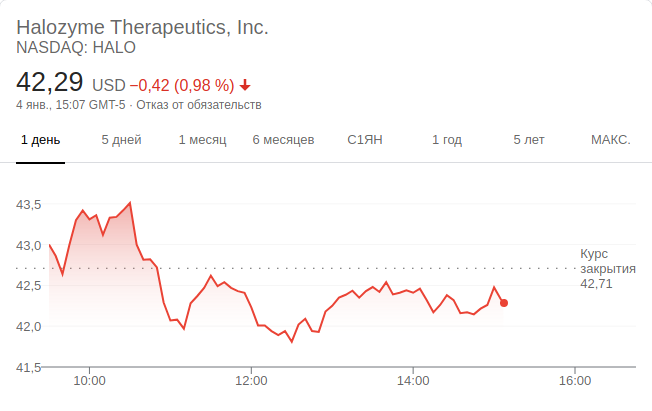 Halozyme Therapeutics, Inc.
NASDAQ: HALO
42,29 USD −0,42 (0,98 %)
4 янв., 15:07 GMT-5 · Отказ от обязательств
1 день 5 дней 1 месяц 6 месяцев С1ЯН 1 год 5 лет МАКС.
43,5
43,0
Курс
закрытия
42,71
42,5
42,0
41,5
10:00 12:00 14:00 16:00